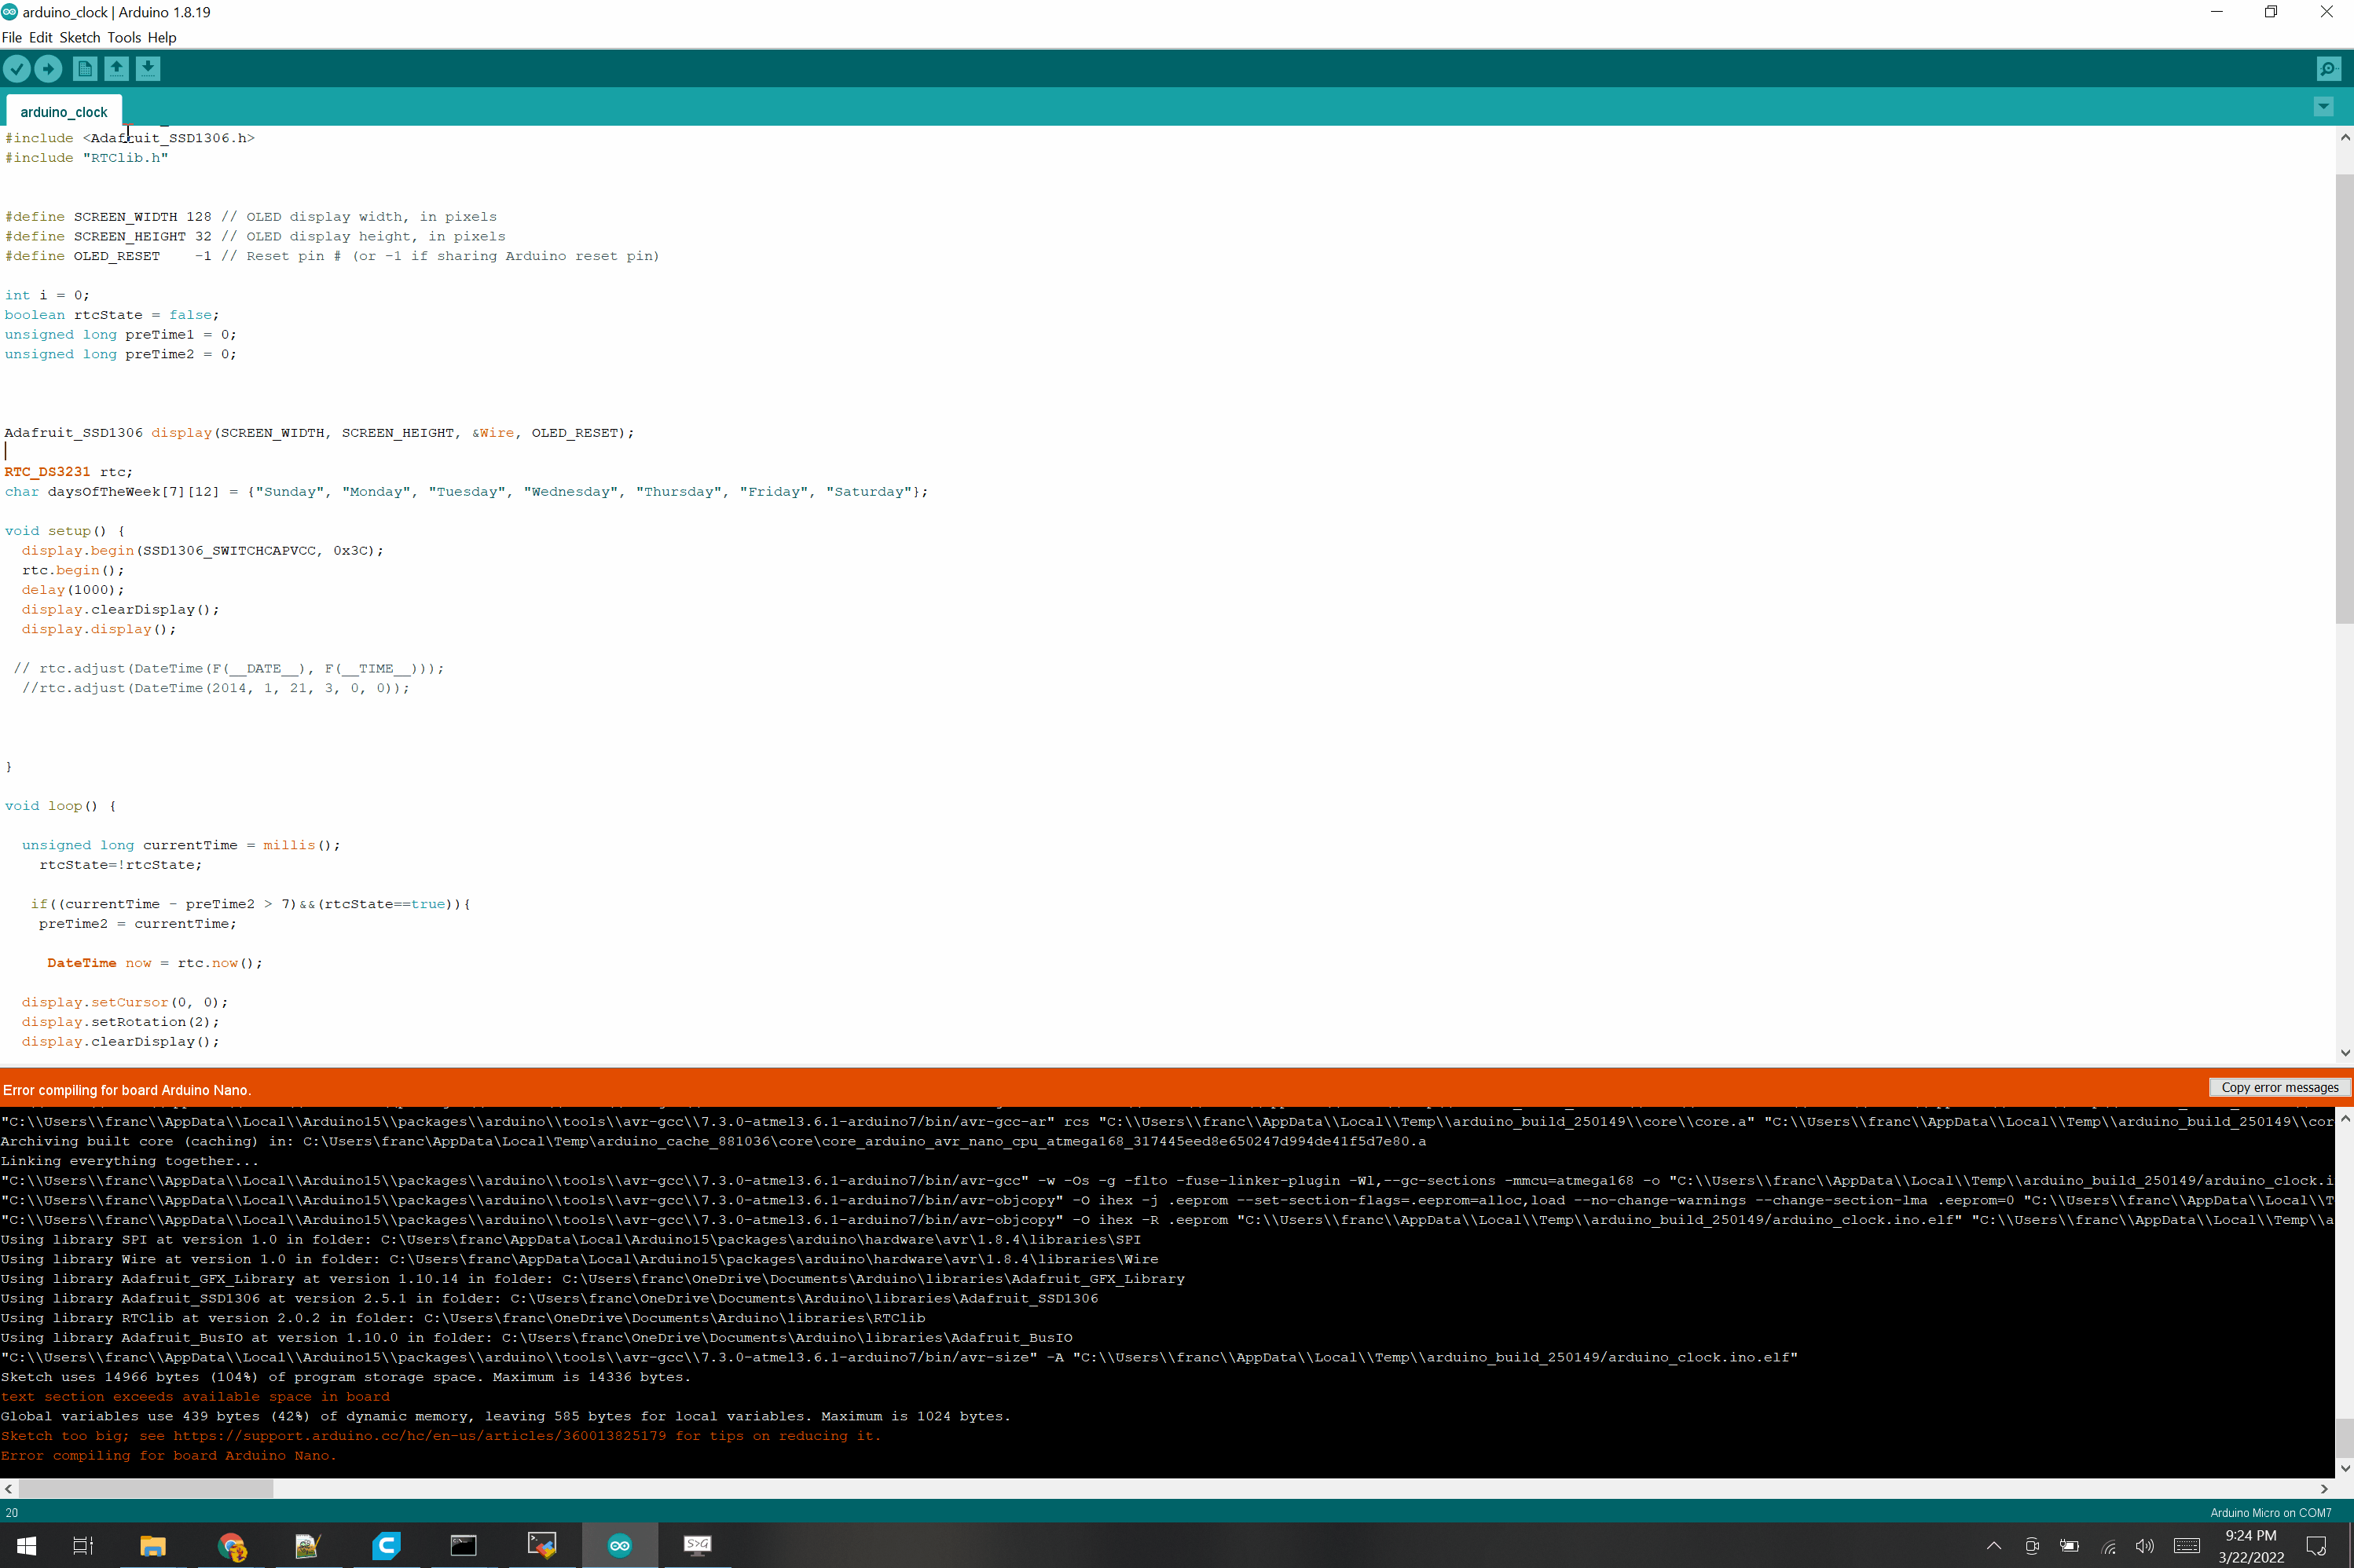 arduino_clock | Arduino 1.8.19
File Edit Sketch Tools Help
arduino_clock
#include <Adafruit_SSD1306.h>
#include "RTClib.h"
#define SCREEN_WIDTH 128 // OLED display width, in pixels
#define SCREEN_HEIGHT 32 // OLED display height, in pixels
#define OLED_RESET    -1 // Reset pin # (or -1 if sharing Arduino reset pin)
int i = 0;
boolean rtcState = false;
unsigned long preTime1 = 0;
unsigned long preTime2 = 0;
Adafruit_SSD1306 display(SCREEN_WIDTH, SCREEN_HEIGHT, &Wire, OLED_RESET);
RTC_DS3231 rtc;
char daysOfTheWeek[7][12] = {"Sunday", "Monday", "Tuesday", "Wednesday", "Thursday", "Friday", "Saturday"};
void setup() {
display.begin(SSD1306_SWITCHCAPVCC, 0x3C);
rtc.begin();
delay(1000);
display.clearDisplay();
display.display();
// rtc.adjust(DateTime(F(__DATE__), F(__TIME__)));
//rtc.adjust(DateTime(2014, 1, 21, 3, 0, 0));
}
void loop() {
unsigned long currentTime = millis();
rtcState=!rtcState;
if((currentTime - preTime2 > 7)&&(rtcState==true)){
preTime2 = currentTime;
DateTime now = rtc.now();
display.setCursor(0, 0);
display.setRotation(2);
display.clearDisplay();
Error compiling for board Arduino Nano.
Copy error messages
"C:\\Users\\franc\\AppData\\Local\\Arduino15\\packages\\arduino\\tools\\avr-gcc\\7.3.0-atmel3.6.1-arduino7/bin/avr-gcc-ar" rcs "C:\\Users\\franc\\AppData\\Local\\Temp\\arduino_build_250149\\core\\core.a" "C:\\Users\\franc\\AppData\\Local\\Temp\\arduino_build_250149\\cor
Archiving built core (caching) in: C:\Users\franc\AppData\Local\Temp\arduino_cache_881036\core\core_arduino_avr_nano_cpu_atmega168_317445eed8e650247d994de41f5d7e80.a
Linking everything together...
"C:\\Users\\franc\\AppData\\Local\\Arduino15\\packages\\arduino\\tools\\avr-gcc\\7.3.0-atmel3.6.1-arduino7/bin/avr-gcc" -w -Os -g -flto -fuse-linker-plugin -Wl,--gc-sections -mmcu=atmega168 -o "C:\\Users\\franc\\AppData\\Local\\Temp\\arduino_build_250149/arduino_clock.i
"C:\\Users\\franc\\AppData\\Local\\Arduino15\\packages\\arduino\\tools\\avr-gcc\\7.3.0-atmel3.6.1-arduino7/bin/avr-objcopy" -O ihex -j .eeprom --set-section-flags=.eeprom=alloc,load --no-change-warnings --change-section-lma .eeprom=0 "C:\\Users\\franc\\AppData\\Local\\T
"C:\\Users\\franc\\AppData\\Local\\Arduino15\\packages\\arduino\\tools\\avr-gcc\\7.3.0-atmel3.6.1-arduino7/bin/avr-objcopy" -O ihex -R .eeprom "C:\\Users\\franc\\AppData\\Local\\Temp\\arduino_build_250149/arduino_clock.ino.elf" "C:\\Users\\franc\\AppData\\Local\\Temp\\a
Using library SPI at version 1.0 in folder: C:\Users\franc\AppData\Local\Arduino15\packages\arduino\hardware\avr\1.8.4\libraries\SPI
Using library Wire at version 1.0 in folder: C:\Users\franc\AppData\Local\Arduino15\packages\arduino\hardware\avr\1.8.4\libraries\Wire
Using library Adafruit_GFX_Library at version 1.10.14 in folder: C:\Users\franc\OneDrive\Documents\Arduino\libraries\Adafruit_GFX_Library
Using library Adafruit_SSD1306 at version 2.5.1 in folder: C:\Users\franc\OneDrive\Documents\Arduino\libraries\Adafruit_SSD1306
Using library RTClib at version 2.0.2 in folder: C:\Users\franc\OneDrive\Documents\Arduino\libraries\RTClib
Using library Adafruit_BusIO at version 1.10.0 in folder: C:\Users\franc\OneDrive\Documents\Arduino\libraries\Adafruit_BusIO
"C:\\Users\\franc\\AppData\\Local\\Arduino15\\packages\\arduino\\tools\\avr-gcc\\7.3.0-atmel3.6.1-arduino7/bin/avr-size" -A "C:\\Users\\franc\\AppData\\Local\\Temp\\arduino_build_250149/arduino_clock.ino.elf"
Sketch uses 14966 bytes (104%) of program storage space. Maximum is 14336 bytes.
text section exceeds available space in board
Global variables use 439 bytes (42%) of dynamic memory, leaving 585 bytes for local variables. Maximum is 1024 bytes.
Sketch too big; see https://support.arduino.cc/hc/en-us/articles/360013825179 for tips on reducing it.
Error compiling for board Arduino Nano.
20
Arduino Micro on COM7
S>G
9:24 PM
3/22/2022